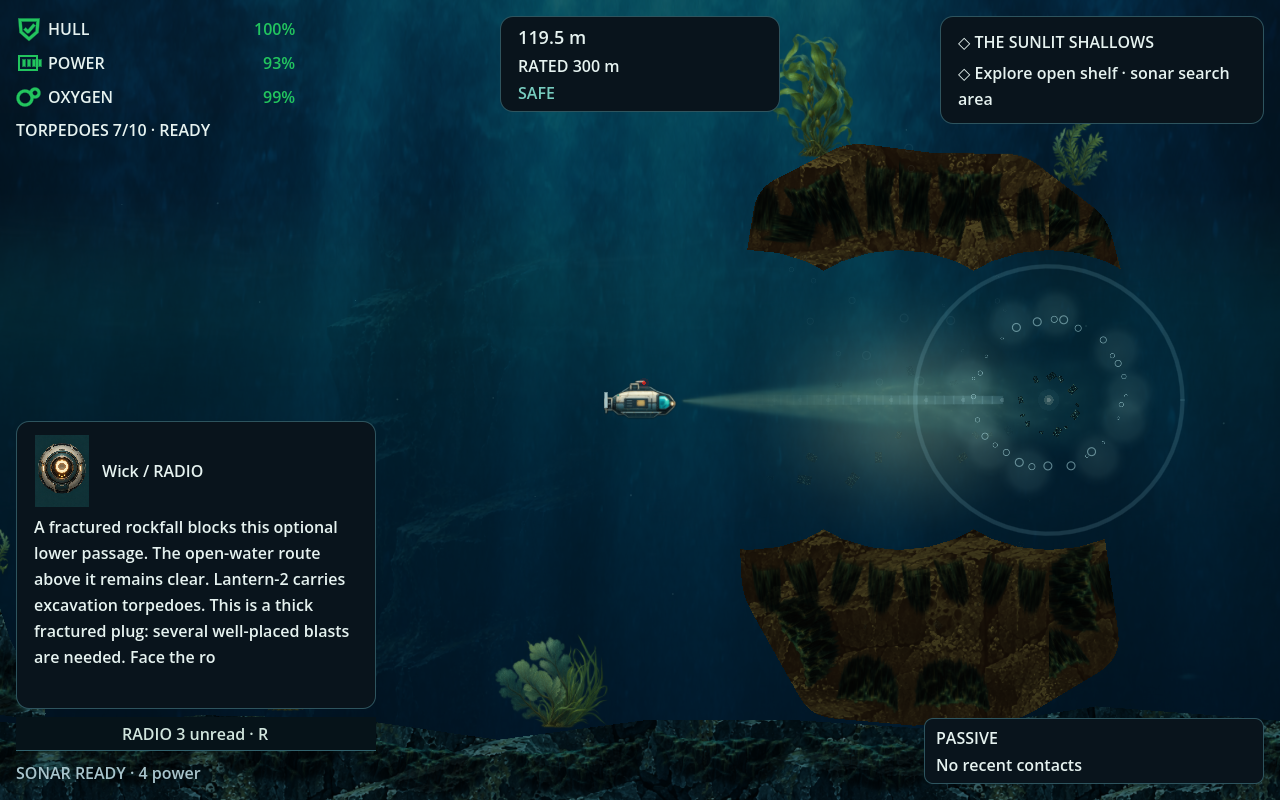 HULL 100%
POWER 93%
OXYGEN 99%
TORPEDOES 7/10 · READY
119.5 m
RATED 300 m
SAFE
◇ THE SUNLIT SHALLOWS
◇ Explore open shelf · sonar search
area
Wick / RADIO
A fractured rockfall blocks this optional
lower passage. The open-water route
above it remains clear. Lantern-2 carries
excavation torpedoes. This is a thick
fractured plug: several well-placed blasts
are needed. Face the ro
RADIO 3 unread · R
SONAR READY · 4 power
PASSIVE
No recent contacts